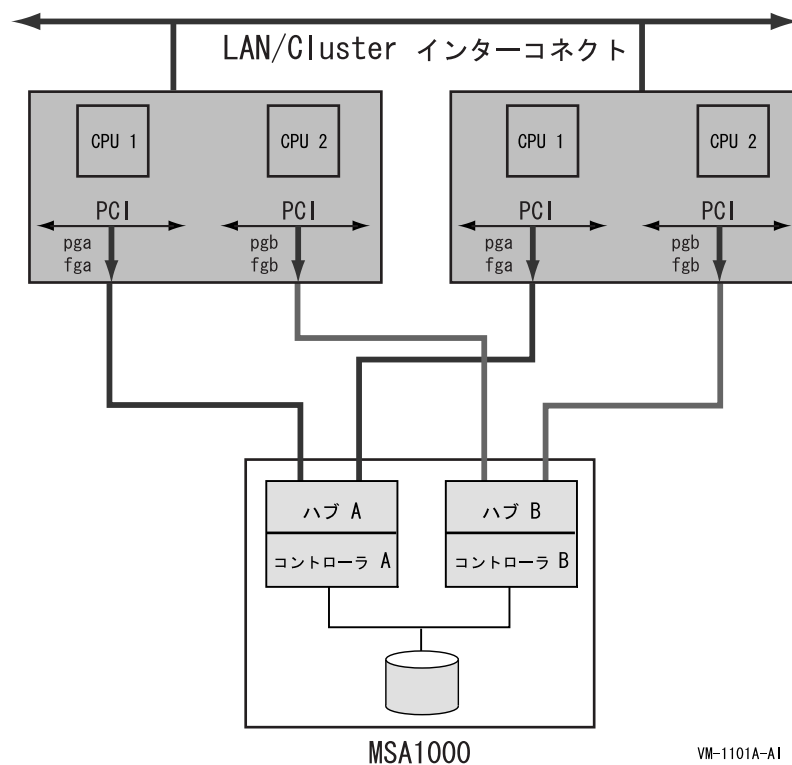 LAN/Cluster インターコネクト
CPU 1
CPU 2
CPU 1
CPU 2
PCI
PCI
PCI
PCI
pga
fga
pgb
fgb
pga
fga
pgb
fgb
ハブ A
ハブ B
コントローラ A
コントローラ B
MSA1000
VM-1101A-AI